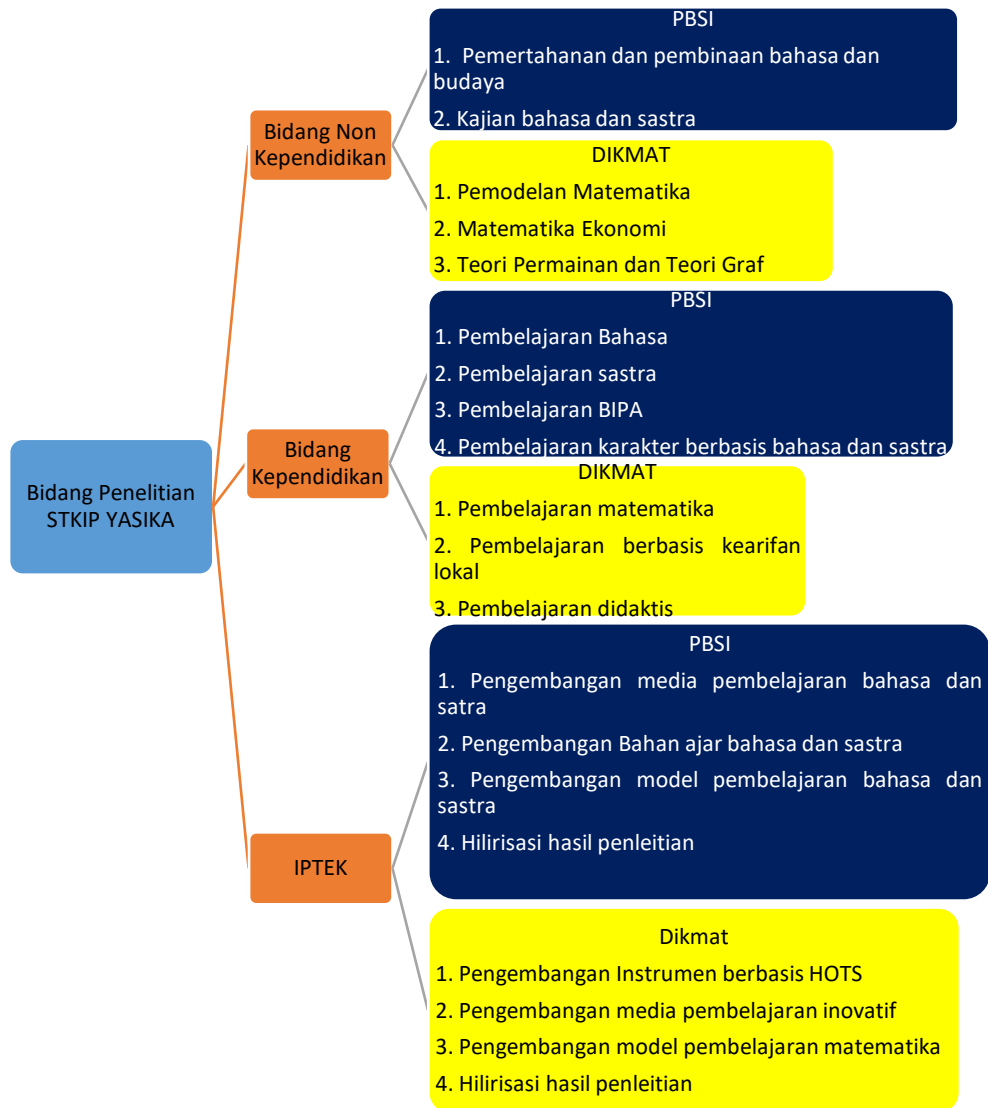 Bidang Penelitian
STKIP YASIKA
Bidang Non
Kependidikan
PBSI
1. Pemertahanan dan pembinaan bahasa dan
budaya
2. Kajian bahasa dan sastra
DIKMAT
1. Pemodelan Matematika
2. Matematika Ekonomi
3. Teori Permainan dan Teori Graf
Bidang
Kependidikan
PBSI
1. Pembelajaran Bahasa
2. Pembelajaran sastra
3. Pembelajaran BIPA
4. Pembelajaran karakter berbasis bahasa dan sastra
DIKMAT
1. Pembelajaran matematika
2. Pembelajaran berbasis kearifan
lokal
3. Pembelajaran didaktis
IPTEK
PBSI
1. Pengembangan media pembelajaran bahasa dan
satra
2. Pengembangan Bahan ajar bahasa dan sastra
3. Pengembangan model pembelajaran bahasa dan
sastra
4. Hilirisasi hasil penleitian
Dikmat
1. Pengembangan Instrumen berbasis HOTS
2. Pengembangan media pembelajaran inovatif
3. Pengembangan model pembelajaran matematika
4. Hilirisasi hasil penleitian